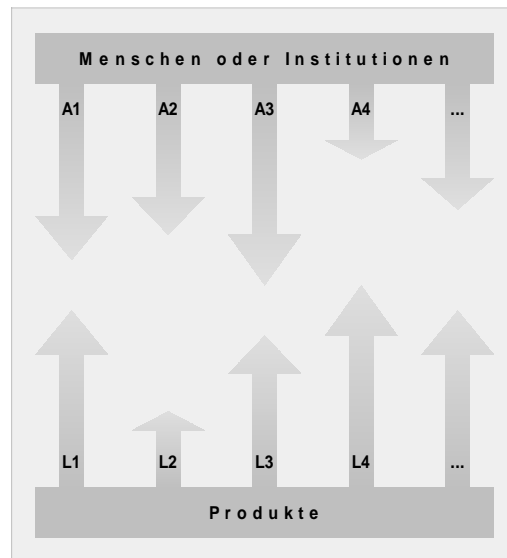 Menschen oder Institutionen
A1 A2 A3 A4 ...
L1 L2 L3 L4 ...
Produkte